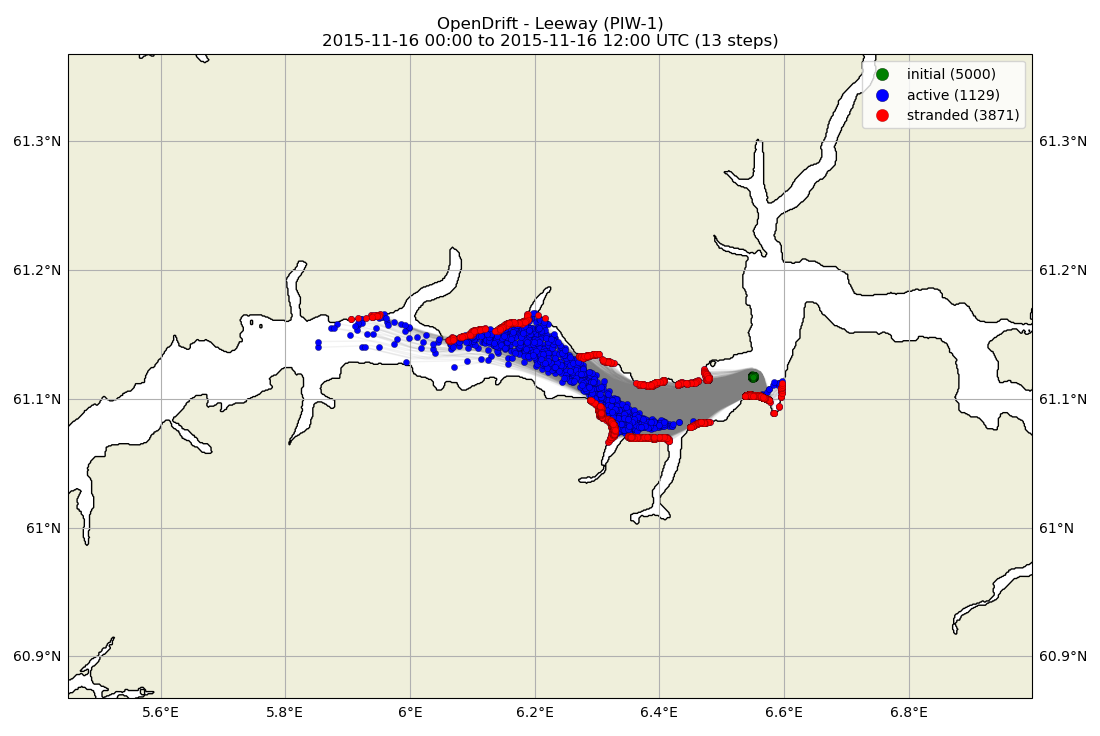 OpenDrift - Leeway (PIW-1)
2015-11-16 00:00 to 2015-11-16 12:00 UTC (13 steps)
initial (5000)
active (1129)
stranded (3871)
61.3°N
61.3°N
61.2°N
61.2°N
61.1°N
61.1°N
61°N
61°N
60.9°N
60.9°N
5.6°E
5.8°E
6°E
6.2°E
6.4°E
6.6°E
6.8°E